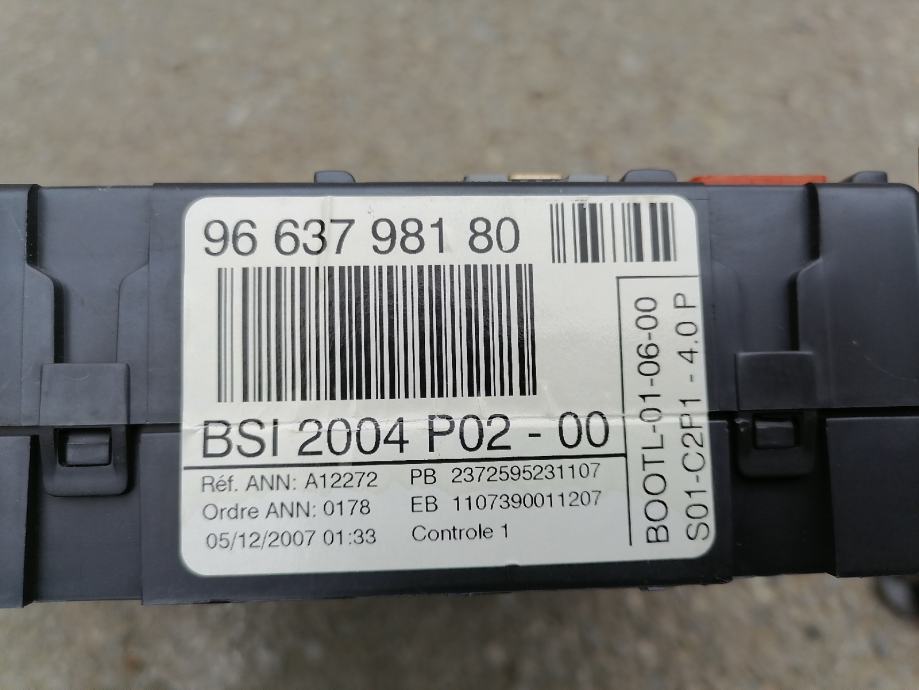 96 637 981 80
BSI 2004 P02 - 00
Réf. ANN: A12272 PB 2372595231107
Ordre ANN: 0178 EB 1107390011207
05/12/2007 01:33 Controle 1
BOOTL-01-06-00
S01-C2P1 - 4.0 P